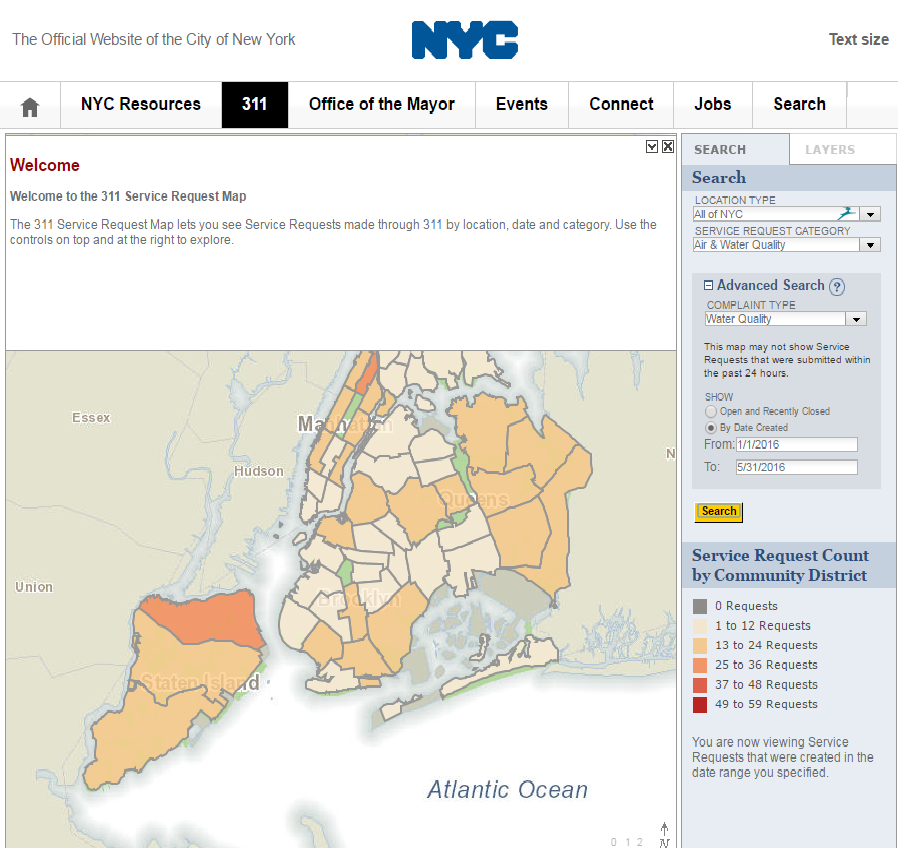 The Official Website of the City of New York
NYC
Text size
NYC Resources
311
Office of the Mayor
Events
Connect
Jobs
Search
Welcome
Welcome to the 311 Service Request Map
The 311 Service Request Map lets you see Service Requests made through 311 by location, date and category. Use the
controls on top and at the right to explore.
SEARCH
LAYERS
Search
LOCATION TYPE
All of NYC
SERVICE REQUEST CATEGORY
Air & Water Quality
Advanced Search ?
COMPLAINT TYPE
Water Quality
This map may not show Service
Requests that were submitted within
the past 24 hours.
SHOW
Open and Recently Closed
By Date Created
From: 1/1/2016
To: 5/31/2016
Search
Service Request Count
by Community District
0 Requests
1 to 12 Requests
13 to 24 Requests
25 to 36 Requests
37 to 48 Requests
49 to 59 Requests
You are now viewing Service
Requests that were created in the
date range you specified.
Essex
Manhattan
N
Hudson
Queens
Union
Brooklyn
Staten Island
Atlantic Ocean
0 1 2
N